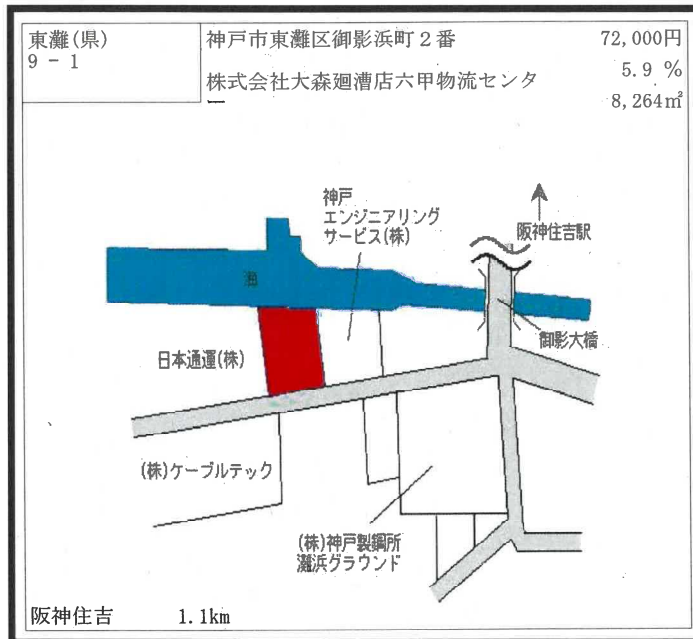 東灘(県)
9 - 1
神戸市東灘区御影浜町2番
72,000円
株式会社大森廻漕店六甲物流センタ
ー
5.9 %
8,264㎡
神戸
エンジニアリング
サービス(株)
阪神住吉駅
海
御影大橋
日本通運(株)
(株)ケーブルテック
(株)神戸製鋼所
灘浜グラウンド
阪神住吉 1.1km